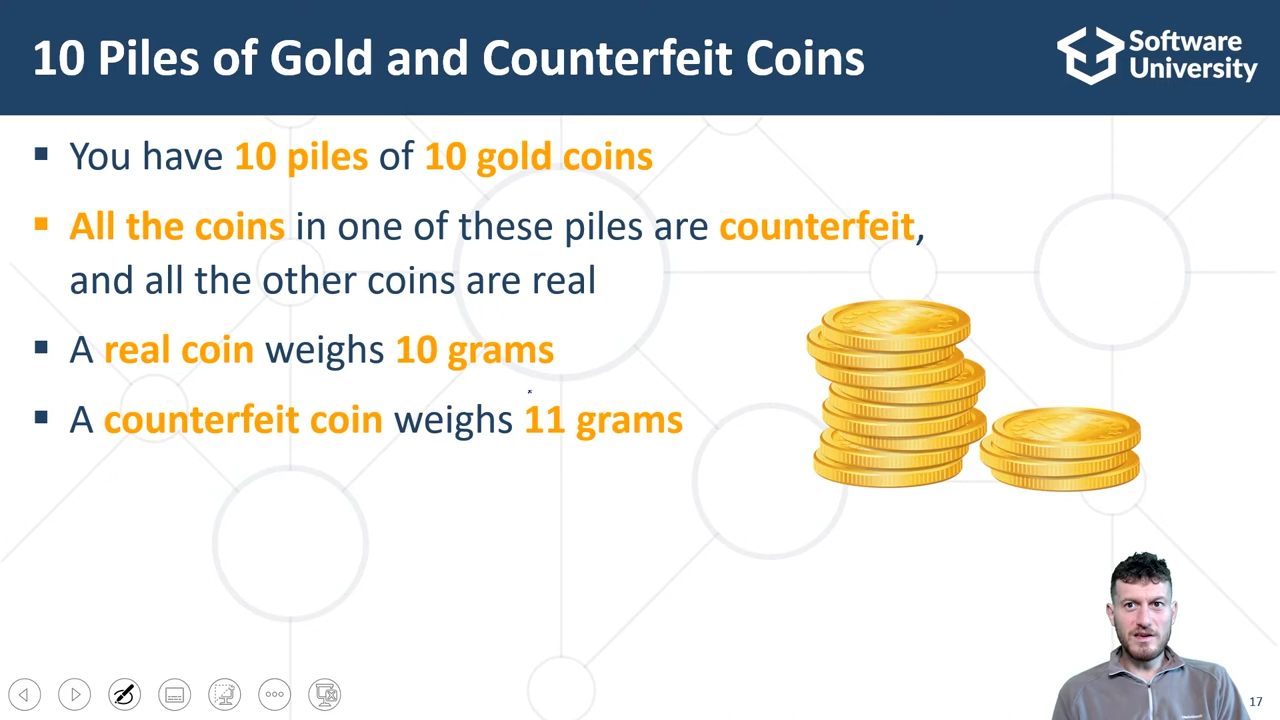 10 Piles of Gold and Counterfeit Coins
Software
University
▪ You have 10 piles of 10 gold coins
▪ All the coins in one of these piles are counterfeit,
and all the other coins are real
▪ A real coin weighs 10 grams
▪ A counterfeit coin weighs 11 grams
17